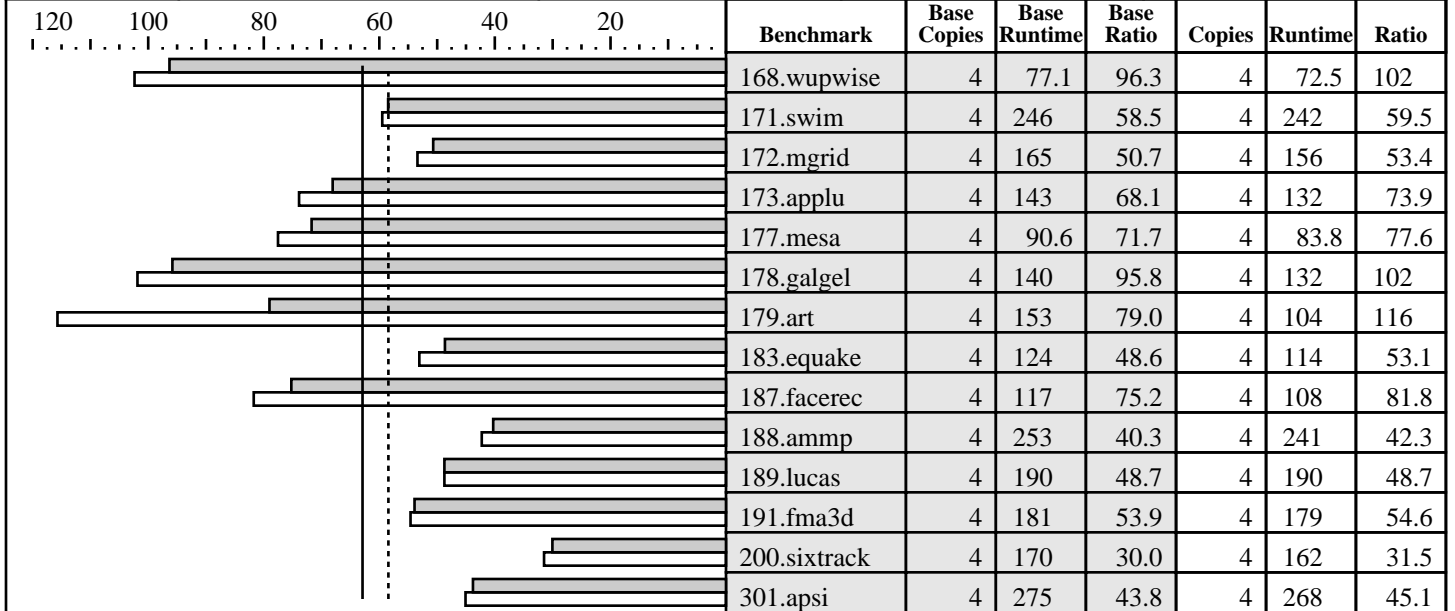 120 100 80 60 40 20
Benchmark Base Copies Base Runtime Base Ratio Copies Runtime Ratio
168.wupwise 4 77.1 96.3 4 72.5 102
171.swim 4 246 58.5 4 242 59.5
172.mgrid 4 165 50.7 4 156 53.4
173.applu 4 143 68.1 4 132 73.9
177.mesa 4 90.6 71.7 4 83.8 77.6
178.galgel 4 140 95.8 4 132 102
179.art 4 153 79.0 4 104 116
183.equake 4 124 48.6 4 114 53.1
187.facerec 4 117 75.2 4 108 81.8
188.ammp 4 253 40.3 4 241 42.3
189.lucas 4 190 48.7 4 190 48.7
191.fma3d 4 181 53.9 4 179 54.6
200.sixtrack 4 170 30.0 4 162 31.5
301.apsi 4 275 43.8 4 268 45.1